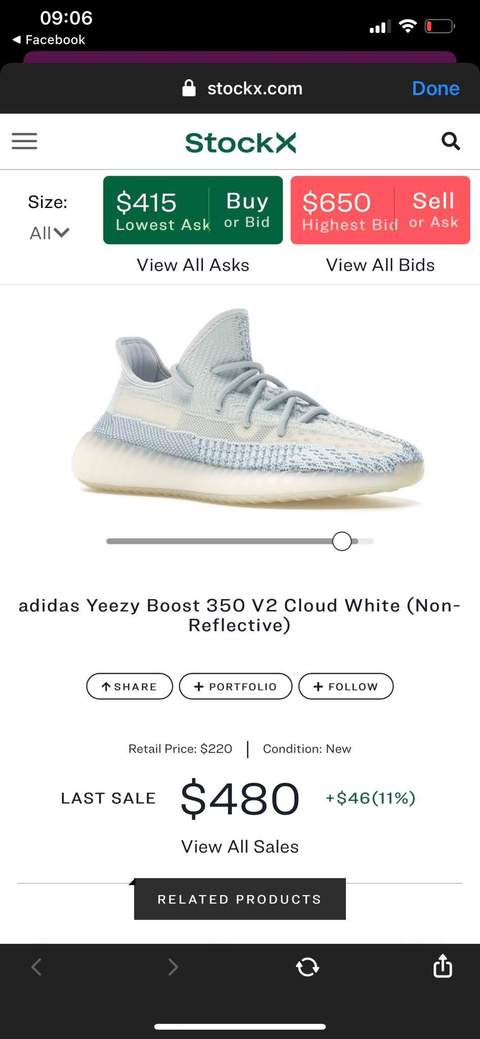 09:06
◀ Facebook
stockx.com
Done
StockX
Size:
All
$415
Lowest Ask
Buy
or Bid
$650
Highest Bid
Sell
or Ask
View All Asks
View All Bids
adidas Yeezy Boost 350 V2 Cloud White (Non-
Reflective)
SHARE
+ PORTFOLIO
+ FOLLOW
Retail Price: $220 | Condition: New
LAST SALE $480 +$46(11%)
View All Sales
RELATED PRODUCTS